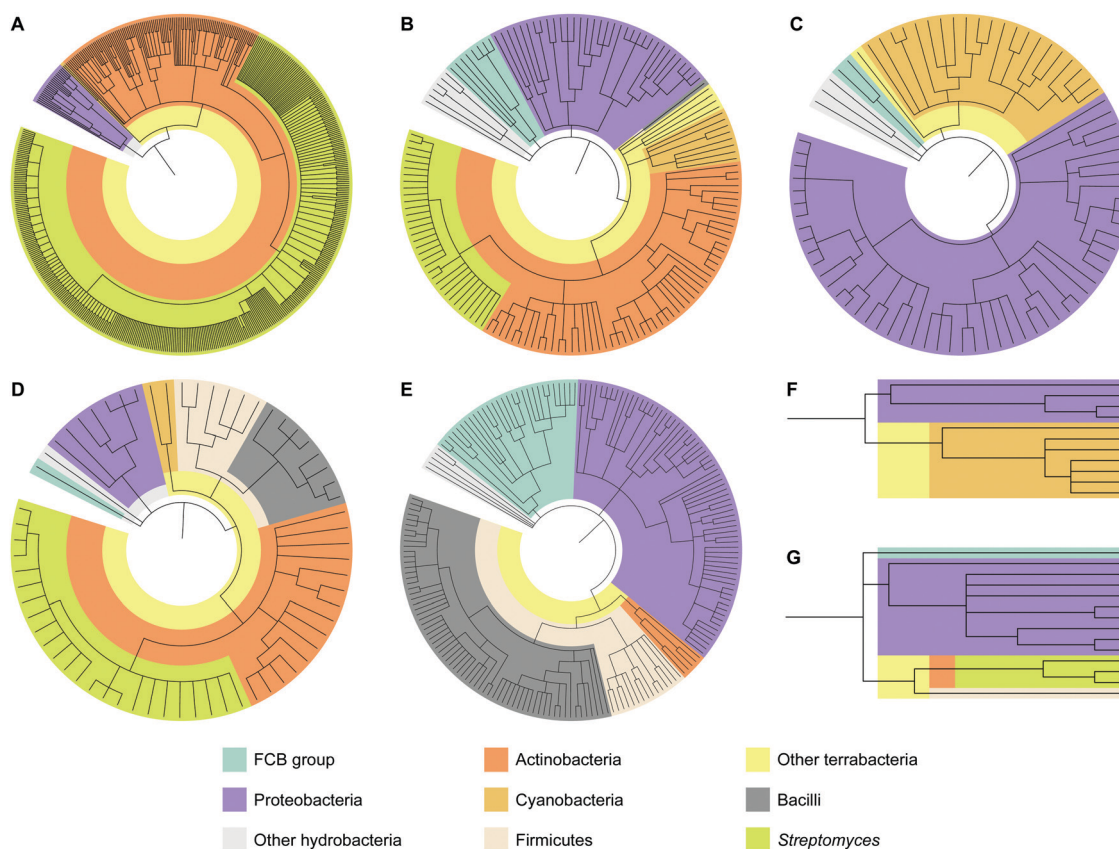 A
B
C
D
E
F
G
FCB group
Actinobacteria
Other terrabacteria
Proteobacteria
Cyanobacteria
Bacilli
Other hydrobacteria
Firmicutes
Streptomyces